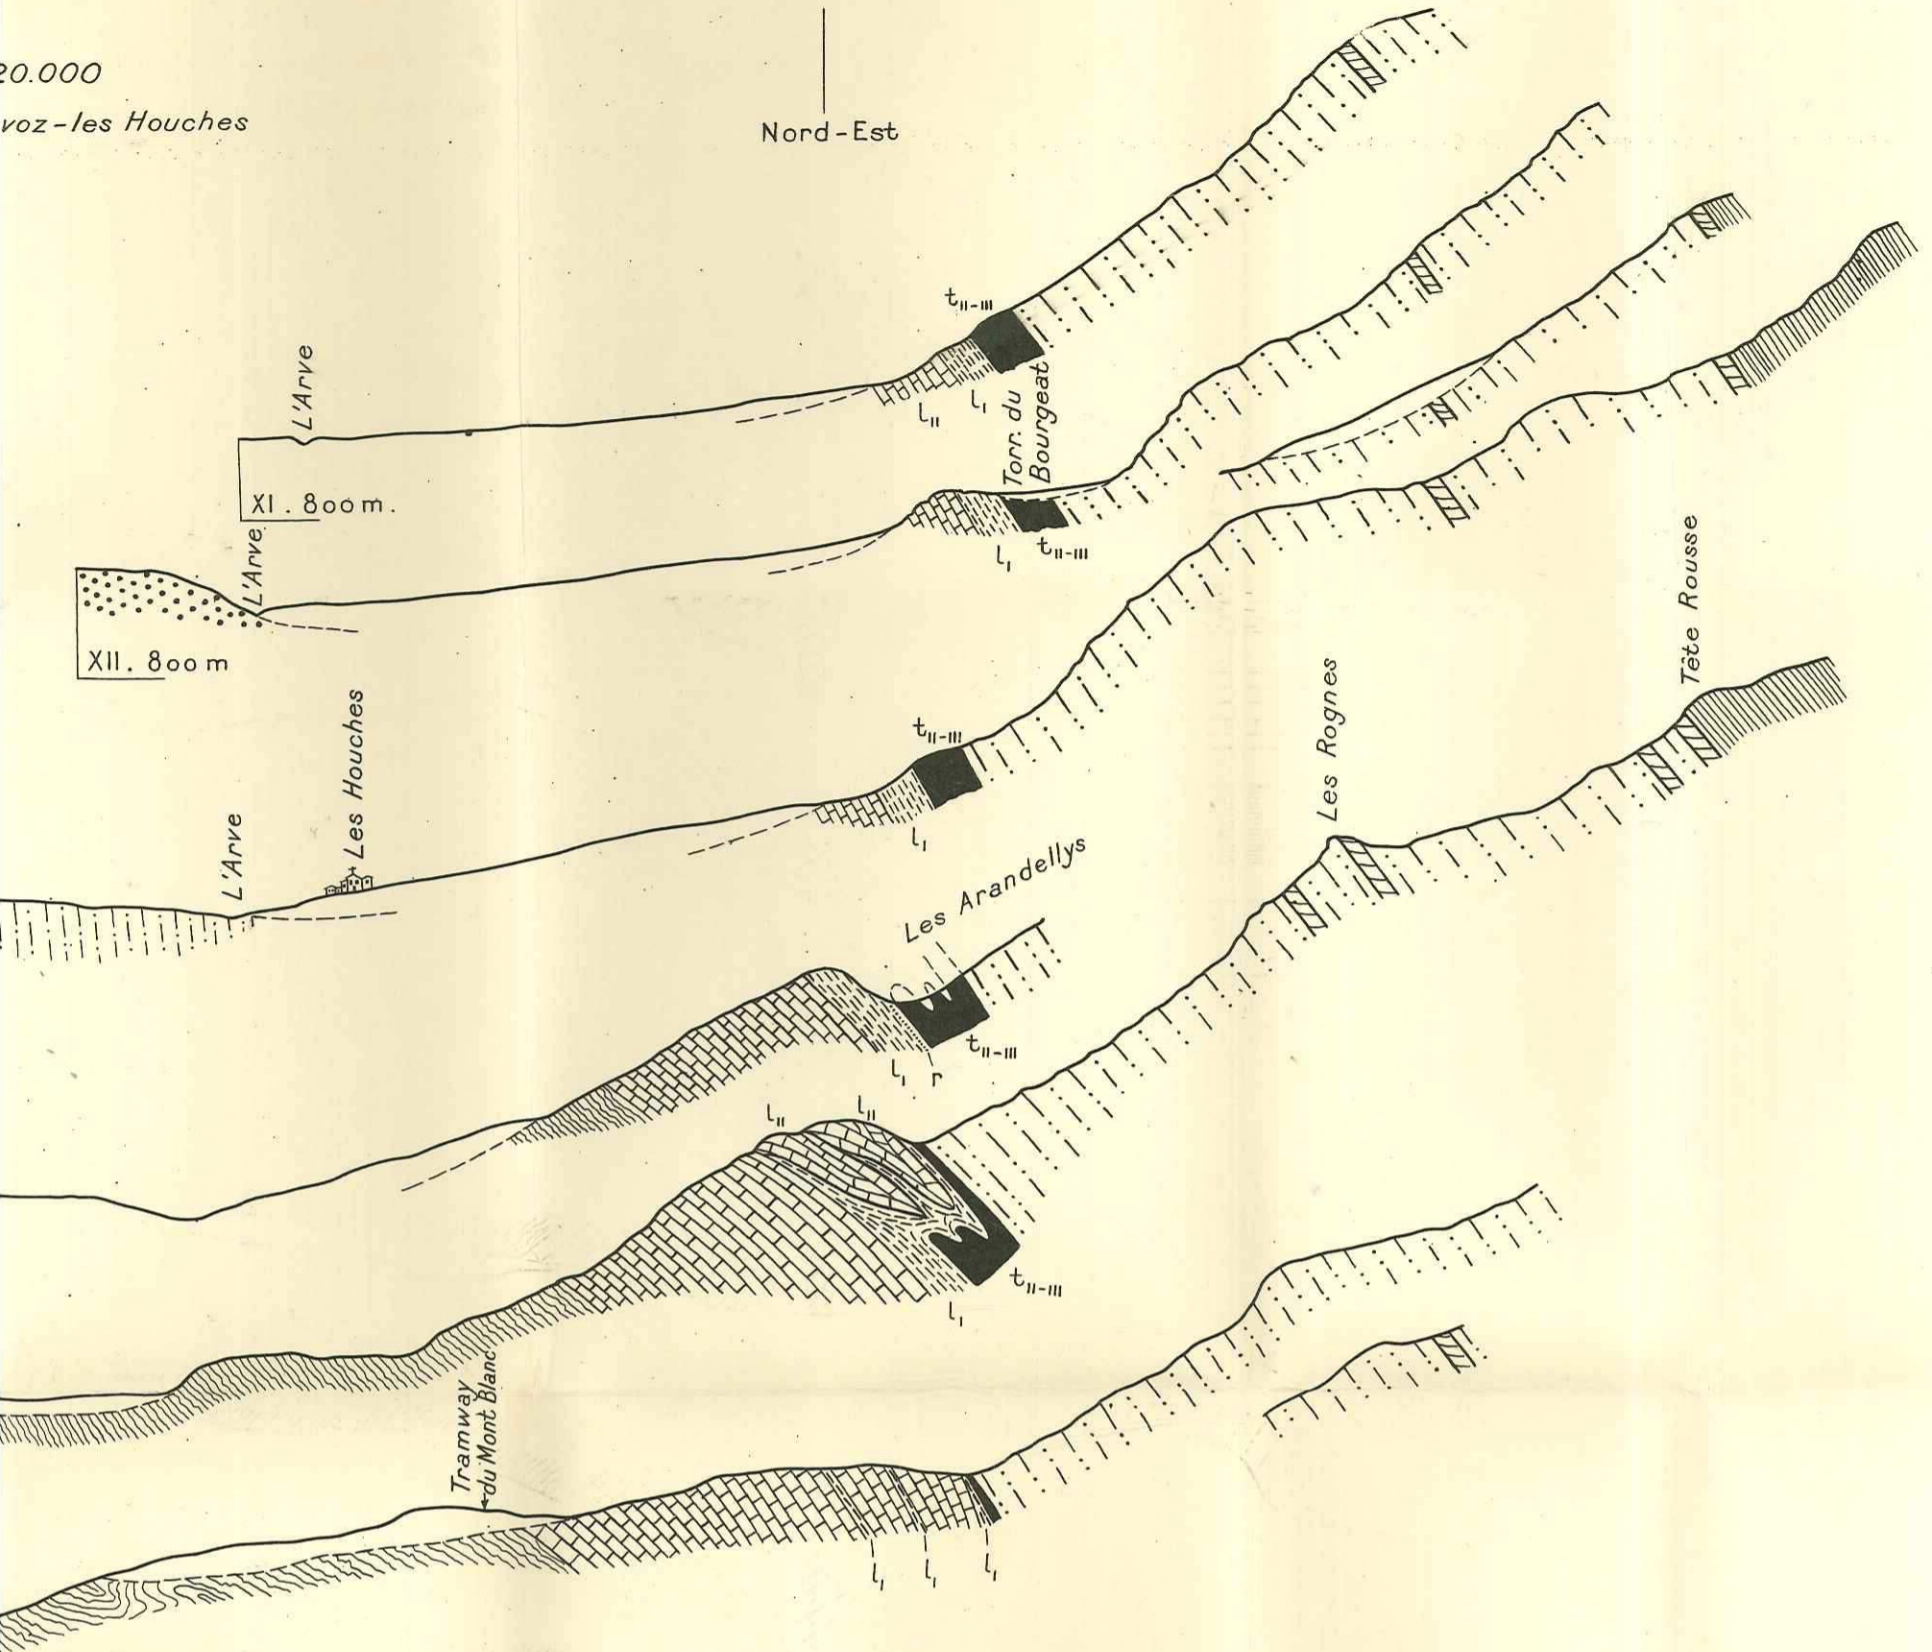 20.000
voz-les Houches
Nord-Est
t II-III
L'Arve
l II
l I
Torr. du
Bourgeat
XI. 800 m.
L'Arve
l I
t II-III
XII. 800 m
Les Houches
Les Rognes
Tête Rousse
t II-III
L'Arve
l I
Les Arandellys
t II-III
l I
r
l II
l II
t II-III
l I
Tramway
du Mont Blanc
l I
l I
l I